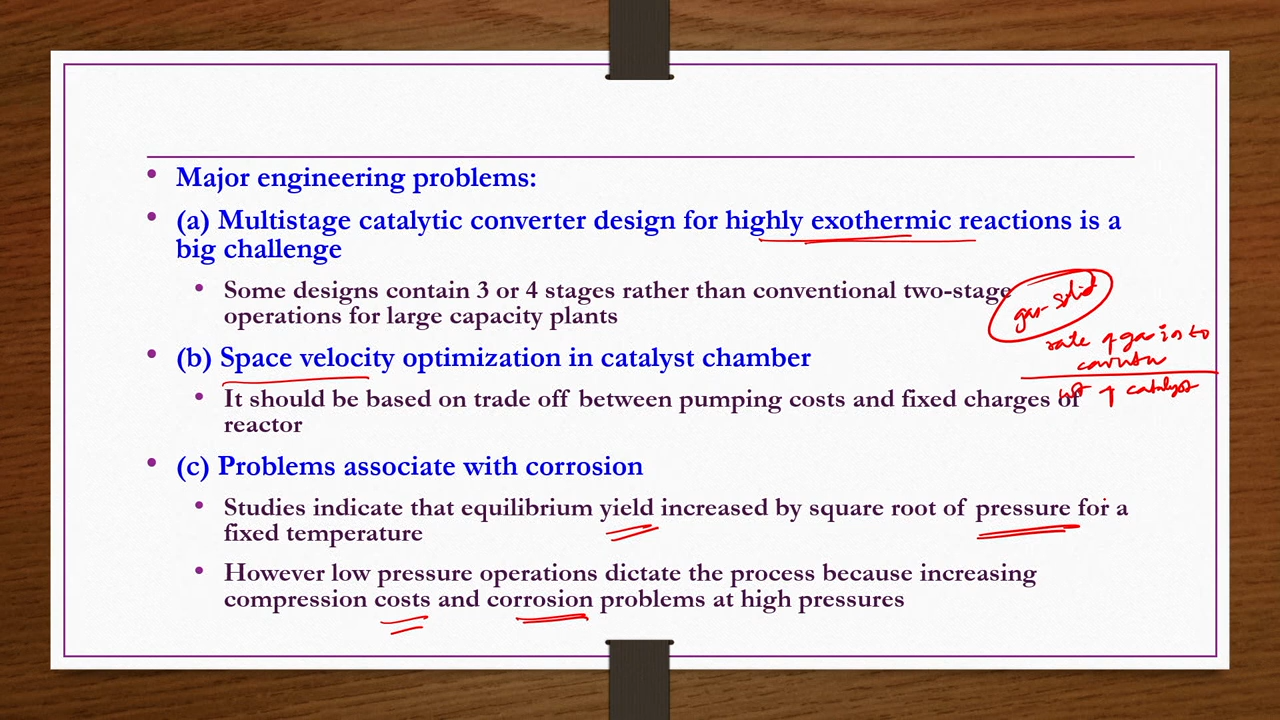 • Major engineering problems:
• (a) Multistage catalytic converter design for highly exothermic reactions is a
big challenge
• Some designs contain 3 or 4 stages rather than conventional two-stage
operations for large capacity plants
gas-solid
rate of gas in to
• (b) Space velocity optimization in catalyst chamber
wt of catalyst
• It should be based on trade off between pumping costs and fixed charges of
reactor
• (c) Problems associate with corrosion
• Studies indicate that equilibrium yield increased by square root of pressure for a
fixed temperature
• However low pressure operations dictate the process because increasing
compression costs and corrosion problems at high pressures